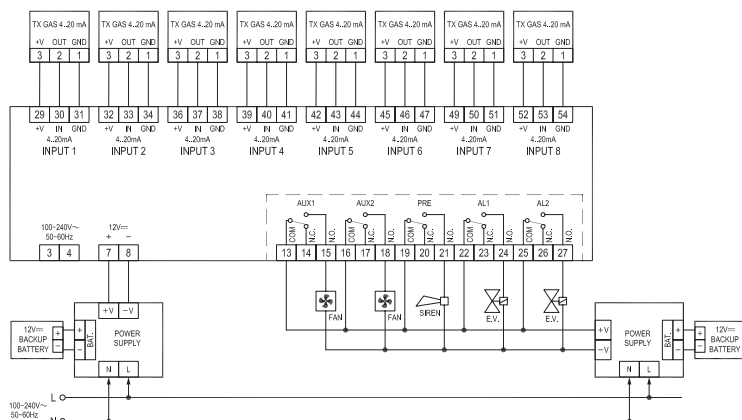 TX GAS 4..20 mA TX GAS 4..20 mA TX GAS 4..20 mA TX GAS 4..20 mA TX GAS 4..20 mA TX GAS 4..20 mA TX GAS 4..20 mA TX GAS 4..20 mA
+V OUT GND +V OUT GND +V OUT GND +V OUT GND +V OUT GND +V OUT GND +V OUT GND +V OUT GND
3 2 1 3 2 1 3 2 1 3 2 1 3 2 1 3 2 1 3 2 1 3 2 1
29 30 31 32 33 34 36 37 38 39 40 41 42 43 44 45 46 47 49 50 51 52 53 54
+V IN GND +V IN GND +V IN GND +V IN GND +V IN GND +V IN GND +V IN GND +V IN GND
4..20mA 4..20mA 4..20mA 4..20mA 4..20mA 4..20mA 4..20mA 4..20mA
INPUT 1 INPUT 2 INPUT 3 INPUT 4 INPUT 5 INPUT 6 INPUT 7 INPUT 8
AUX1 AUX2 PRE AL1 AL2
100-240V~ 12V⎓
50-60Hz + −
COM N.C. N.O. COM N.C. N.O. COM N.C. N.O. COM N.C. N.O. COM N.C. N.O.
3 4 7 8 13 14 15 16 17 18 19 20 21 22 23 24 25 26 27
FAN FAN SIREN E.V. E.V.
+V −V
12V⎓
BACKUP
BATTERY
+ −
+ −
BAT.
POWER
SUPPLY
N L
+V
−V
POWER
SUPPLY
BAT.
+ −
+ −
12V⎓
BACKUP
BATTERY
N L
100-240V~
50-60Hz
L
N